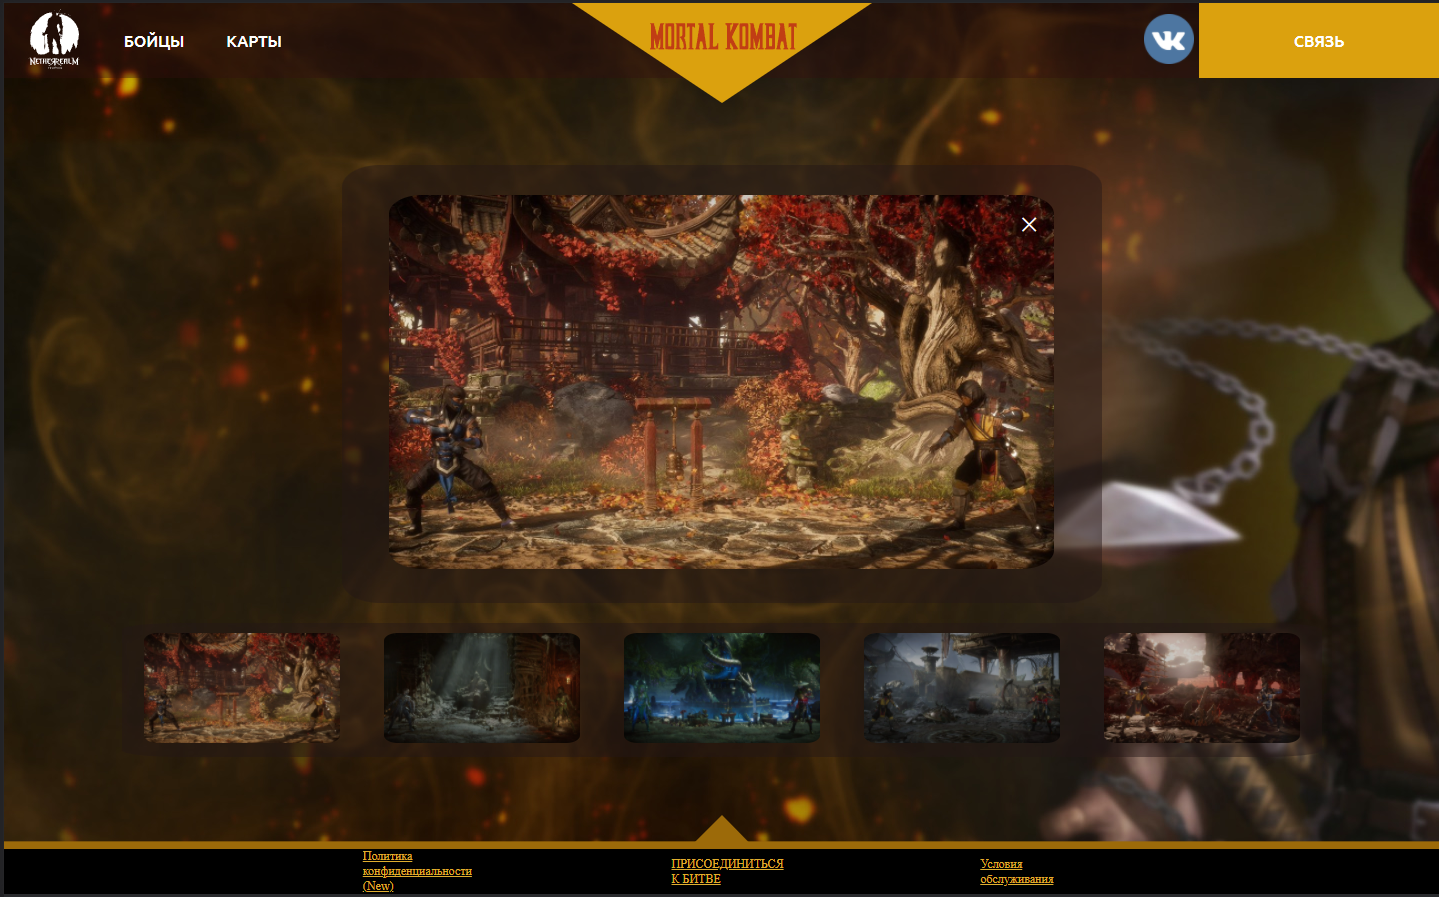 NETHERREALM
БОЙЦЫ
КАРТЫ
MORTAL KOMBAT
СВЯЗЬ
Политика
конфиденциальности
(New)
ПРИСОЕДИНИТЬСЯ
К БИТВЕ
Условия
обслуживания